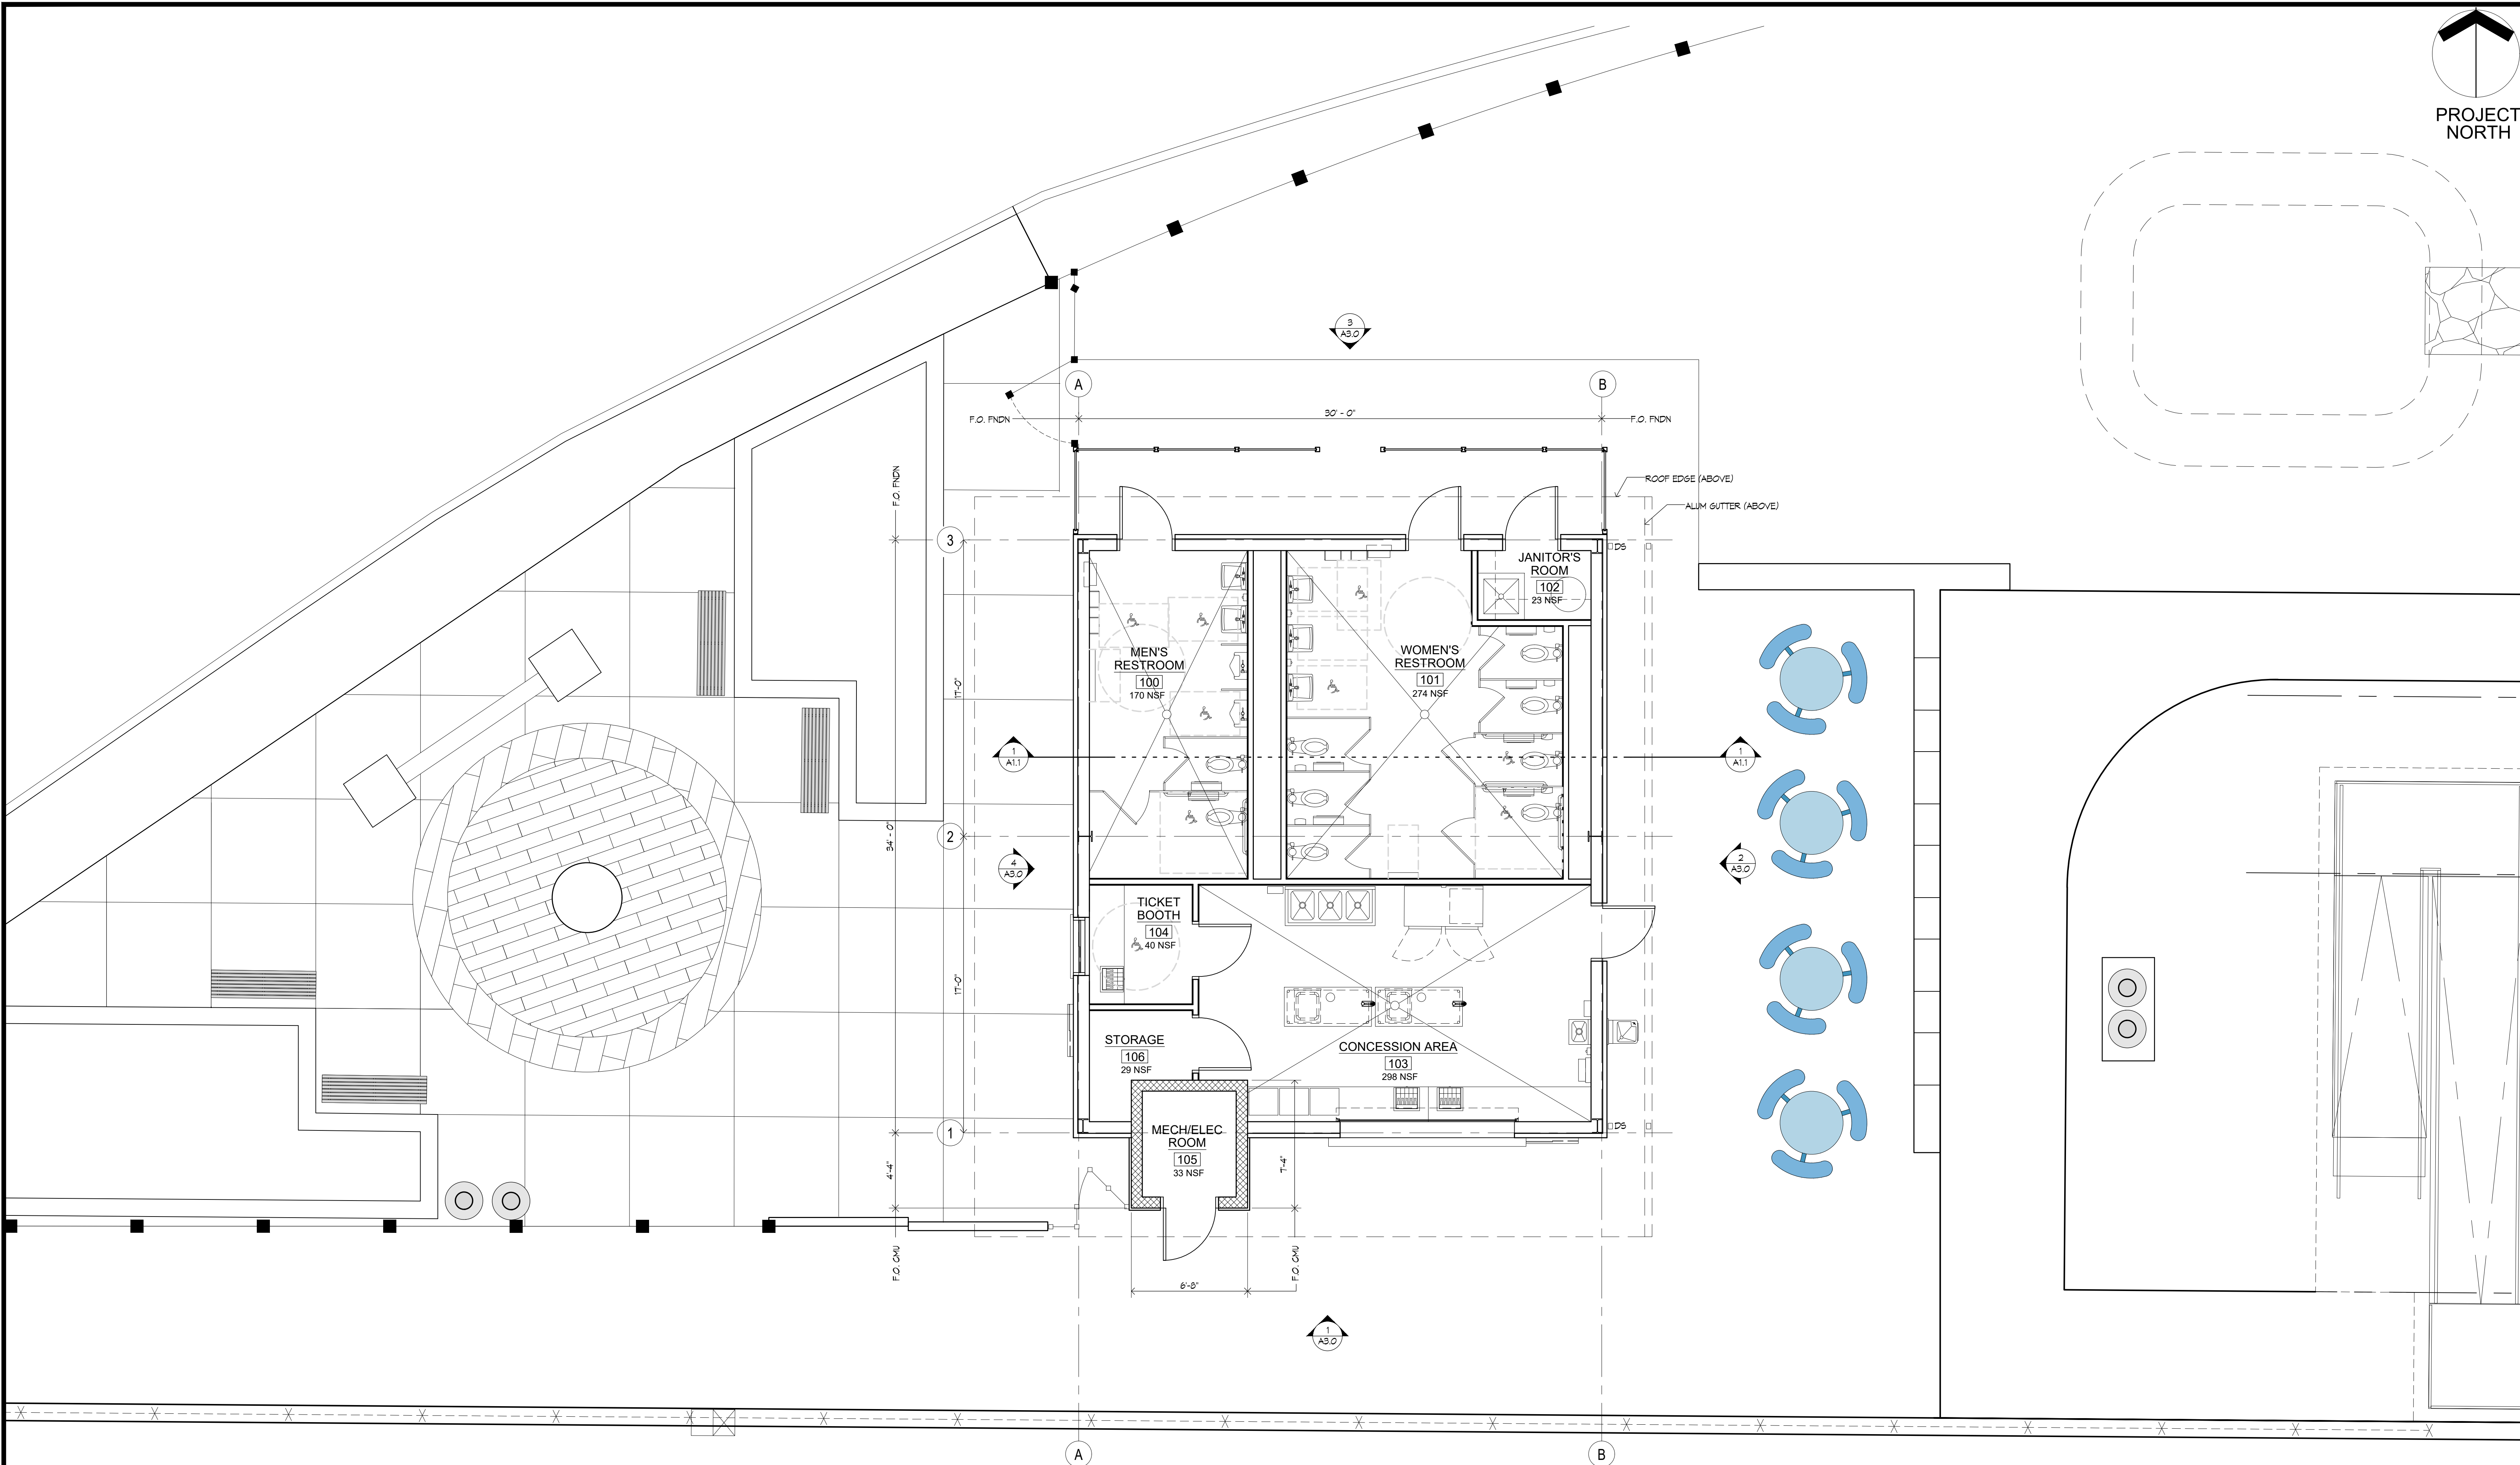 PROJECT
NORTH
3
A3.0
A
B
F.O. FNDN
30' - 0"
F.O. FNDN
F.O. FNDN
ROOF EDGE (ABOVE)
ALUM GUTTER (ABOVE)
3
DS
JANITOR'S
ROOM
102
23 NSF
MEN'S
RESTROOM
100
170 NSF
WOMEN'S
RESTROOM
101
274 NSF
17'-0"
1
A1.1
1
A1.1
34' - 0"
2
4
A3.0
2
A3.0
TICKET
BOOTH
104
40 NSF
17'-0"
STORAGE
106
29 NSF
CONCESSION AREA
103
298 NSF
1
DS
MECH/ELEC
ROOM
105
33 NSF
4'-4"
7'-4"
F.O. CMU
F.O. CMU
6'-8"
1
A3.0
A
B